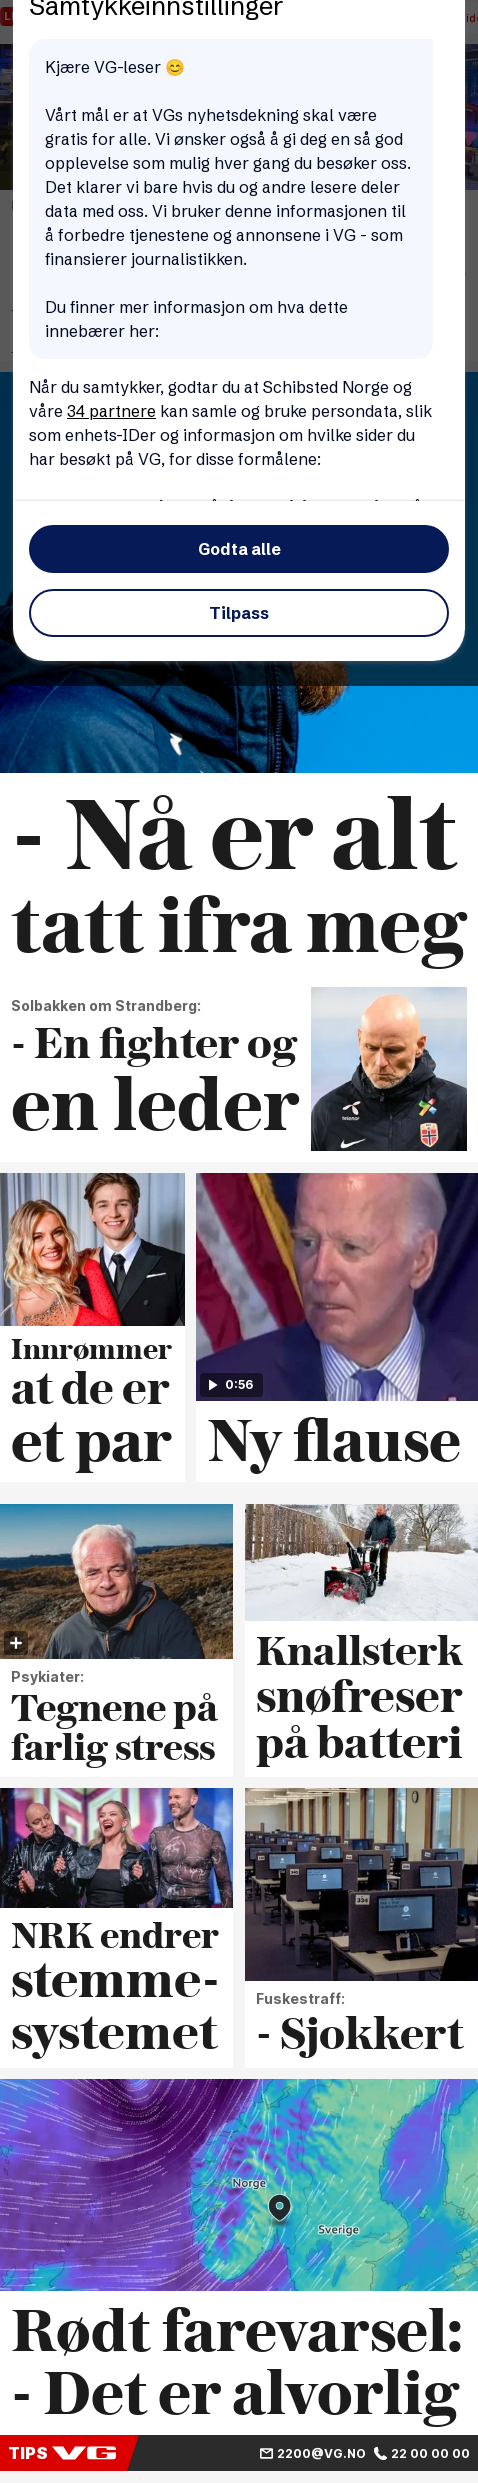 Samtykkeinnstillinger
Kjære VG-leser 😊
Vårt mål er at VGs nyhetsdekning skal være
gratis for alle. Vi ønsker også å gi deg en så god
opplevelse som mulig hver gang du besøker oss.
Det klarer vi bare hvis du og andre lesere deler
data med oss. Vi bruker denne informasjonen til
å forbedre tjenestene og annonsene i VG - som
finansierer journalistikken.
Du finner mer informasjon om hva dette
innebærer her:
Når du samtykker, godtar du at Schibsted Norge og
våre 34 partnere kan samle og bruke persondata, slik
som enhets-IDer og informasjon om hvilke sider du
har besøkt på VG, for disse formålene:
Godta alle
Tilpass
- Nå er alt
tatt ifra meg
Solbakken om Strandberg:
- En fighter og
en leder
telenor
Innrømmer
at de er
et par
0:56
Ny flause
Psykiater:
Tegnene på
farlig stress
Knallsterk
snøfreser
på batteri
NRK endrer
stemme-
systemet
334
Fuskestraff:
- Sjokkert
Norge
Sverige
Rødt farevarsel:
- Det er alvorlig
TIPS VG
2200@VG.NO 22 00 00 00